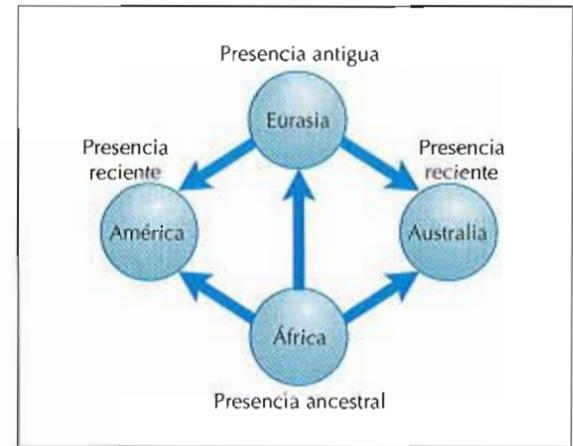 Presencia antigua
Eurasia
Presencia
reciente
Presencia
reciente
América
Australia
África
Presencia ancestral